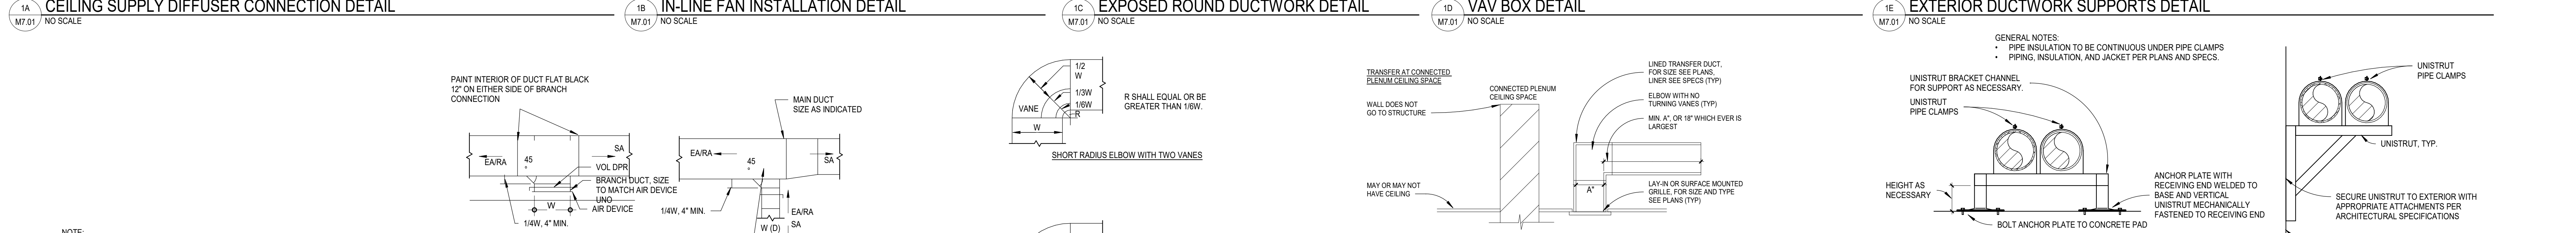 1A
M7.01
CEILING SUPPLY DIFFUSER CONNECTION DETAIL
NO SCALE
1B
M7.01
IN-LINE FAN INSTALLATION DETAIL
NO SCALE
1C
M7.01
EXPOSED ROUND DUCTWORK DETAIL
NO SCALE
1D
M7.01
VAV BOX DETAIL
NO SCALE
1E
M7.01
EXTERIOR DUCTWORK SUPPORTS DETAIL
NO SCALE
PAINT INTERIOR OF DUCT FLAT BLACK
12" ON EITHER SIDE OF BRANCH
CONNECTION
EA/RA
45
°
SA
VOL DPR
BRANCH DUCT, SIZE
TO MATCH AIR DEVICE
UNO
AIR DEVICE
W
1/4W, 4" MIN.
NOTE:
MAIN DUCT
SIZE AS INDICATED
EA/RA
45
°
SA
1/4W, 4" MIN.
EA/RA
SA
W (D)
1/2
W
1/3W
1/6W
R
VANE
W
R SHALL EQUAL OR BE
GREATER THAN 1/6W.
SHORT RADIUS ELBOW WITH TWO VANES
TRANSFER AT CONNECTED
PLENUM CEILING SPACE
WALL DOES NOT
GO TO STRUCTURE
MAY OR MAY NOT
HAVE CEILING
CONNECTED PLENUM
CEILING SPACE
LINED TRANSFER DUCT,
FOR SIZE SEE PLANS,
LINER SEE SPECS (TYP)
ELBOW WITH NO
TURNING VANES (TYP)
MIN. A", OR 18" WHICH EVER IS
LARGEST
A"
LAY-IN OR SURFACE MOUNTED
GRILLE, FOR SIZE AND TYPE
SEE PLANS (TYP)
GENERAL NOTES:
• PIPE INSULATION TO BE CONTINUOUS UNDER PIPE CLAMPS
• PIPING, INSULATION, AND JACKET PER PLANS AND SPECS.
UNISTRUT BRACKET CHANNEL
FOR SUPPORT AS NECESSARY.
UNISTRUT
PIPE CLAMPS
HEIGHT AS
NECESSARY
BOLT ANCHOR PLATE TO CONCRETE PAD
ANCHOR PLATE WITH
RECEIVING END WELDED TO
BASE AND VERTICAL
UNISTRUT MECHANICALLY
FASTENED TO RECEIVING END
UNISTRUT
PIPE CLAMPS
UNISTRUT, TYP.
SECURE UNISTRUT TO EXTERIOR WITH
APPROPRIATE ATTACHMENTS PER
ARCHITECTURAL SPECIFICATIONS